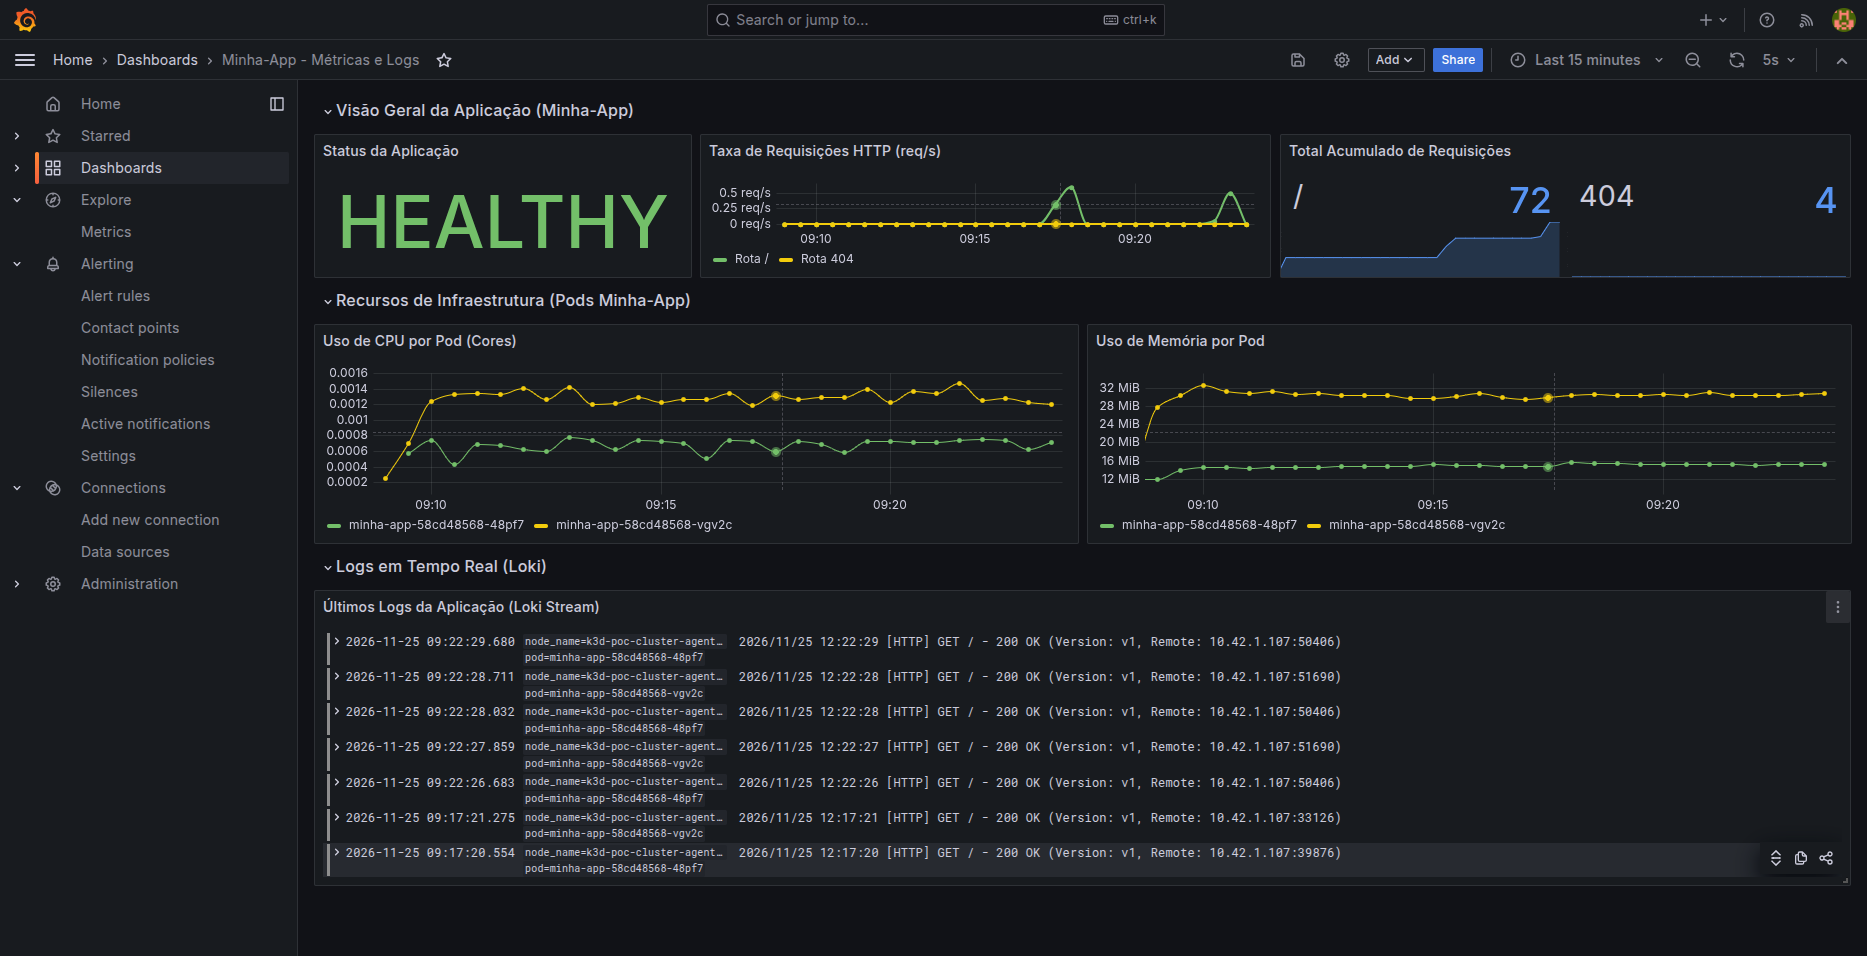 Search or jump to...
ctrl+k
Home › Dashboards › Minha-App - Métricas e Logs
Add
Share
Last 15 minutes
5s
Home
Starred
Dashboards
Explore
Metrics
Alerting
Alert rules
Contact points
Notification policies
Silences
Active notifications
Settings
Connections
Add new connection
Data sources
Administration
Visão Geral da Aplicação (Minha-App)
Status da Aplicação
HEALTHY
Taxa de Requisições HTTP (req/s)
0.5 req/s
0.25 req/s
0 req/s
09:10 09:15 09:20
Rota / Rota 404
Total Acumulado de Requisições
/ 72 404 4
Recursos de Infraestrutura (Pods Minha-App)
Uso de CPU por Pod (Cores)
0.0016
0.0014
0.0012
0.001
0.0008
0.0006
0.0004
0.0002
09:10 09:15 09:20
minha-app-58cd48568-48pf7 minha-app-58cd48568-vgv2c
Uso de Memória por Pod
32 MiB
28 MiB
24 MiB
20 MiB
16 MiB
12 MiB
09:10 09:15 09:20
minha-app-58cd48568-48pf7 minha-app-58cd48568-vgv2c
Logs em Tempo Real (Loki)
Últimos Logs da Aplicação (Loki Stream)
2026-11-25 09:22:29.680 node_name=k3d-poc-cluster-agent… 2026/11/25 12:22:29 [HTTP] GET / - 200 OK (Version: v1, Remote: 10.42.1.107:50406)
pod=minha-app-58cd48568-48pf7
2026-11-25 09:22:28.711 node_name=k3d-poc-cluster-agent… 2026/11/25 12:22:28 [HTTP] GET / - 200 OK (Version: v1, Remote: 10.42.1.107:51690)
pod=minha-app-58cd48568-vgv2c
2026-11-25 09:22:28.032 node_name=k3d-poc-cluster-agent… 2026/11/25 12:22:28 [HTTP] GET / - 200 OK (Version: v1, Remote: 10.42.1.107:50406)
pod=minha-app-58cd48568-48pf7
2026-11-25 09:22:27.859 node_name=k3d-poc-cluster-agent… 2026/11/25 12:22:27 [HTTP] GET / - 200 OK (Version: v1, Remote: 10.42.1.107:51690)
pod=minha-app-58cd48568-vgv2c
2026-11-25 09:22:26.683 node_name=k3d-poc-cluster-agent… 2026/11/25 12:22:26 [HTTP] GET / - 200 OK (Version: v1, Remote: 10.42.1.107:50406)
pod=minha-app-58cd48568-48pf7
2026-11-25 09:17:21.275 node_name=k3d-poc-cluster-agent… 2026/11/25 12:17:21 [HTTP] GET / - 200 OK (Version: v1, Remote: 10.42.1.107:33126)
pod=minha-app-58cd48568-vgv2c
2026-11-25 09:17:20.554 node_name=k3d-poc-cluster-agent… 2026/11/25 12:17:20 [HTTP] GET / - 200 OK (Version: v1, Remote: 10.42.1.107:39876)
pod=minha-app-58cd48568-48pf7